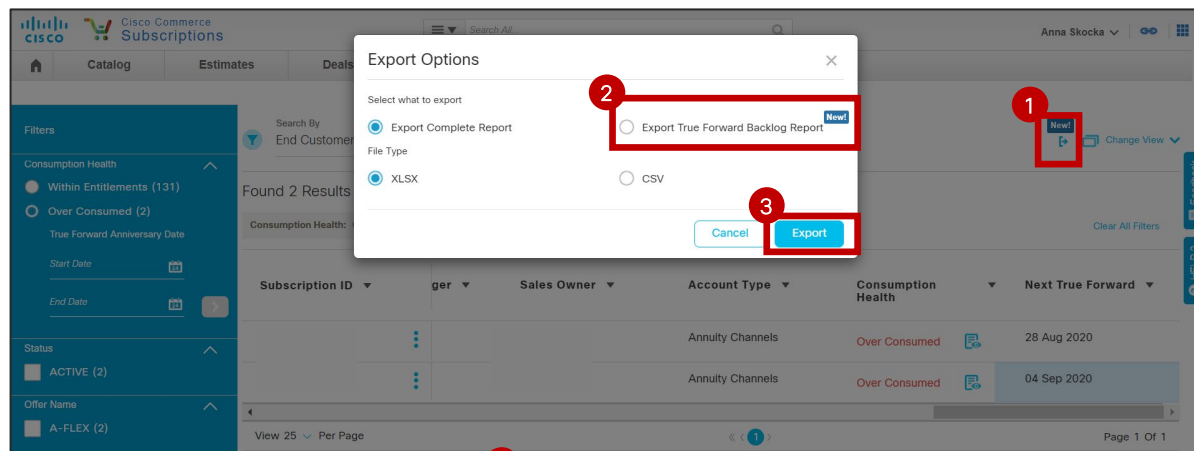 Cisco Commerce
Subscriptions
CISCO
Search All...
Anna Skocka
Catalog
Estimates
Deals
Export Options
Select what to export
2
Export Complete Report
Export True Forward Backlog Report
New!
File Type
XLSX
CSV
3
Cancel
Export
1
New!
Change View
Filters
Search By
End Customer
Consumption Health
Within Entitlements (131)
Over Consumed (2)
True Forward Anniversary Date
Start Date
End Date
Found 2 Results
Consumption Health:
Clear All Filters
Subscription ID
ger
Sales Owner
Account Type
Consumption
Health
Next True Forward
Annuity Channels
Over Consumed
28 Aug 2020
Annuity Channels
Over Consumed
04 Sep 2020
Status
ACTIVE (2)
Offer Name
A-FLEX (2)
View 25 Per Page
1
Page 1 Of 1